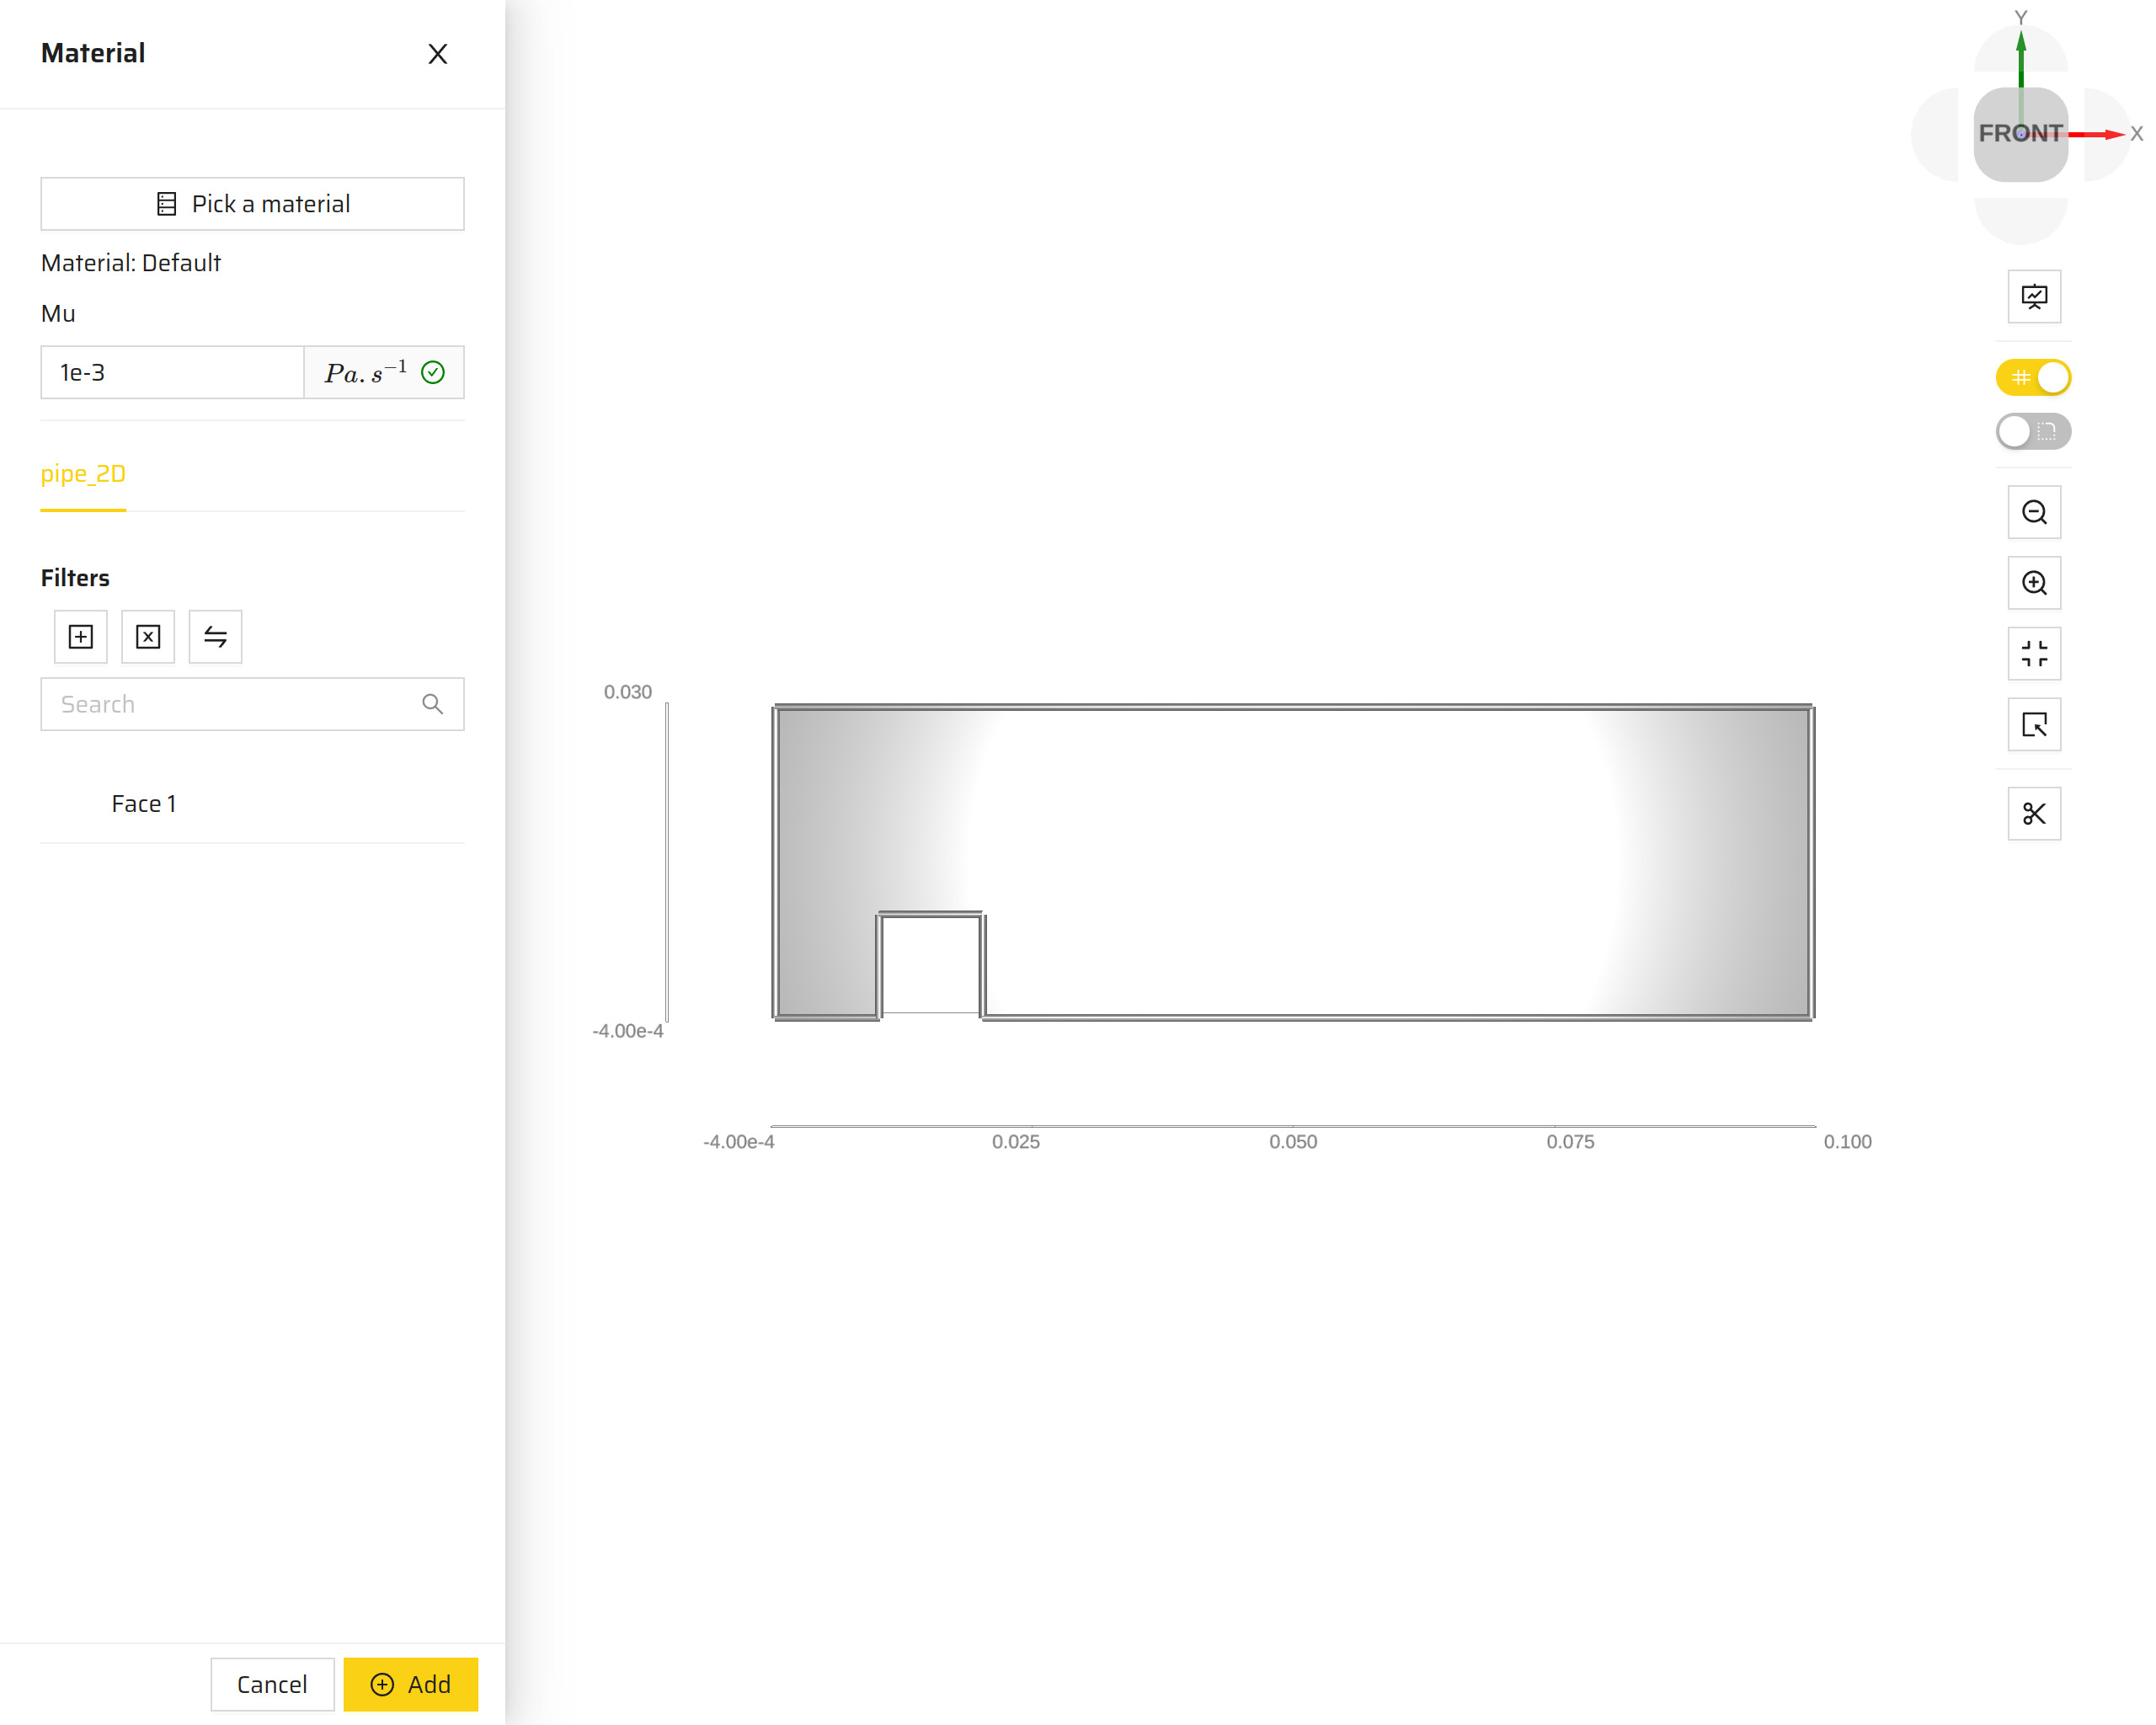 Material
Pick a material
Material: Default
Mu
1e-3 Pa.s⁻¹
pipe_2D
Filters
Search
Face 1
Cancel
Add
Y
FRONT
X
0.030
-4.00e-4
-4.00e-4 0.025 0.050 0.075 0.100